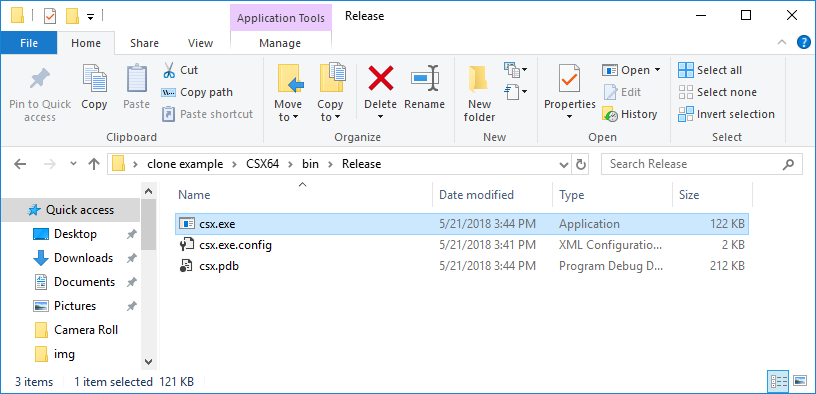 Application Tools Release
File Home Share View Manage
Pin to Quick access
Copy
Paste
Cut
Copy path
Paste shortcut
Move to
Copy to
Delete
Rename
New folder
Properties
Open
Edit
History
Select all
Select none
Invert selection
Clipboard Organize New Open Select
clone example CSX64 bin Release Search Release
Name Date modified Type Size
Quick access
Desktop
Downloads
Documents
Pictures
Camera Roll
img
csx.exe 5/21/2018 3:44 PM Application 122 KB
csx.exe.config 5/21/2018 3:41 PM XML Configuratio... 2 KB
csx.pdb 5/21/2018 3:44 PM Program Debug D... 212 KB
3 items 1 item selected 121 KB